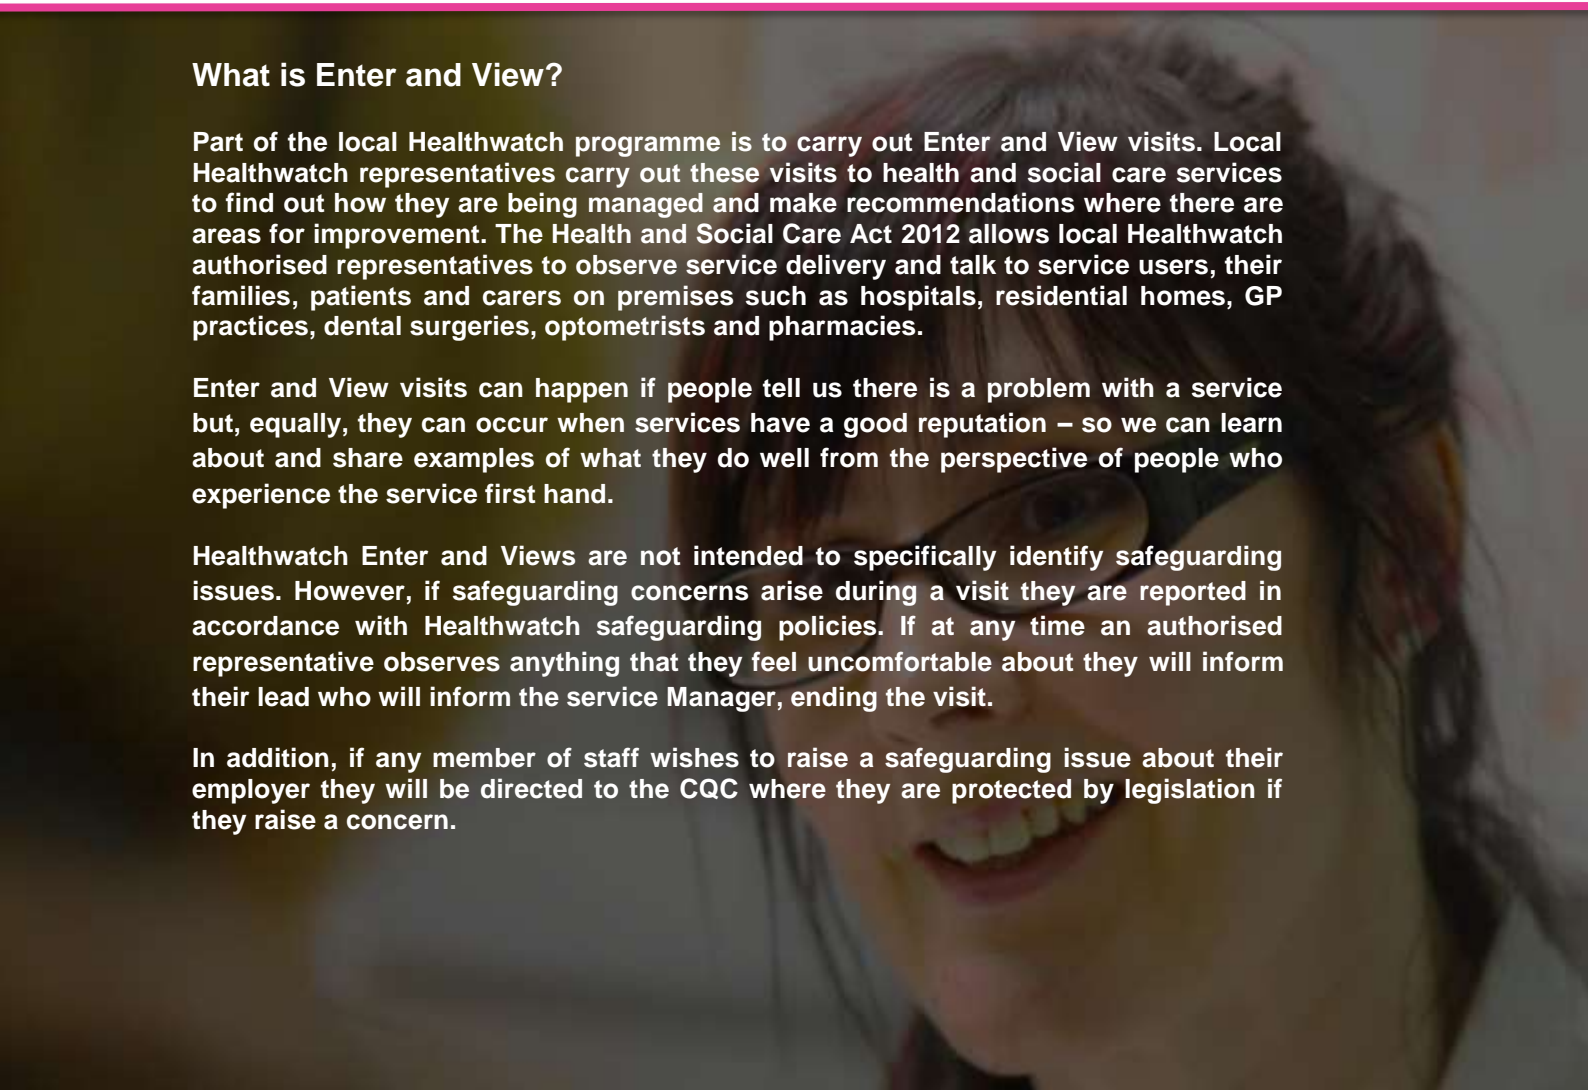 What is Enter and View?
Part of the local Healthwatch programme is to carry out Enter and View visits. Local
Healthwatch representatives carry out these visits to health and social care services
to find out how they are being managed and make recommendations where there are
areas for improvement. The Health and Social Care Act 2012 allows local Healthwatch
authorised representatives to observe service delivery and talk to service users, their
families, patients and carers on premises such as hospitals, residential homes, GP
practices, dental surgeries, optometrists and pharmacies.
Enter and View visits can happen if people tell us there is a problem with a service
but, equally, they can occur when services have a good reputation – so we can learn
about and share examples of what they do well from the perspective of people who
experience the service first hand.
Healthwatch Enter and Views are not intended to specifically identify safeguarding
issues. However, if safeguarding concerns arise during a visit they are reported in
accordance with Healthwatch safeguarding policies. If at any time an authorised
representative observes anything that they feel uncomfortable about they will inform
their lead who will inform the service Manager, ending the visit.
In addition, if any member of staff wishes to raise a safeguarding issue about their
employer they will be directed to the CQC where they are protected by legislation if
they raise a concern.